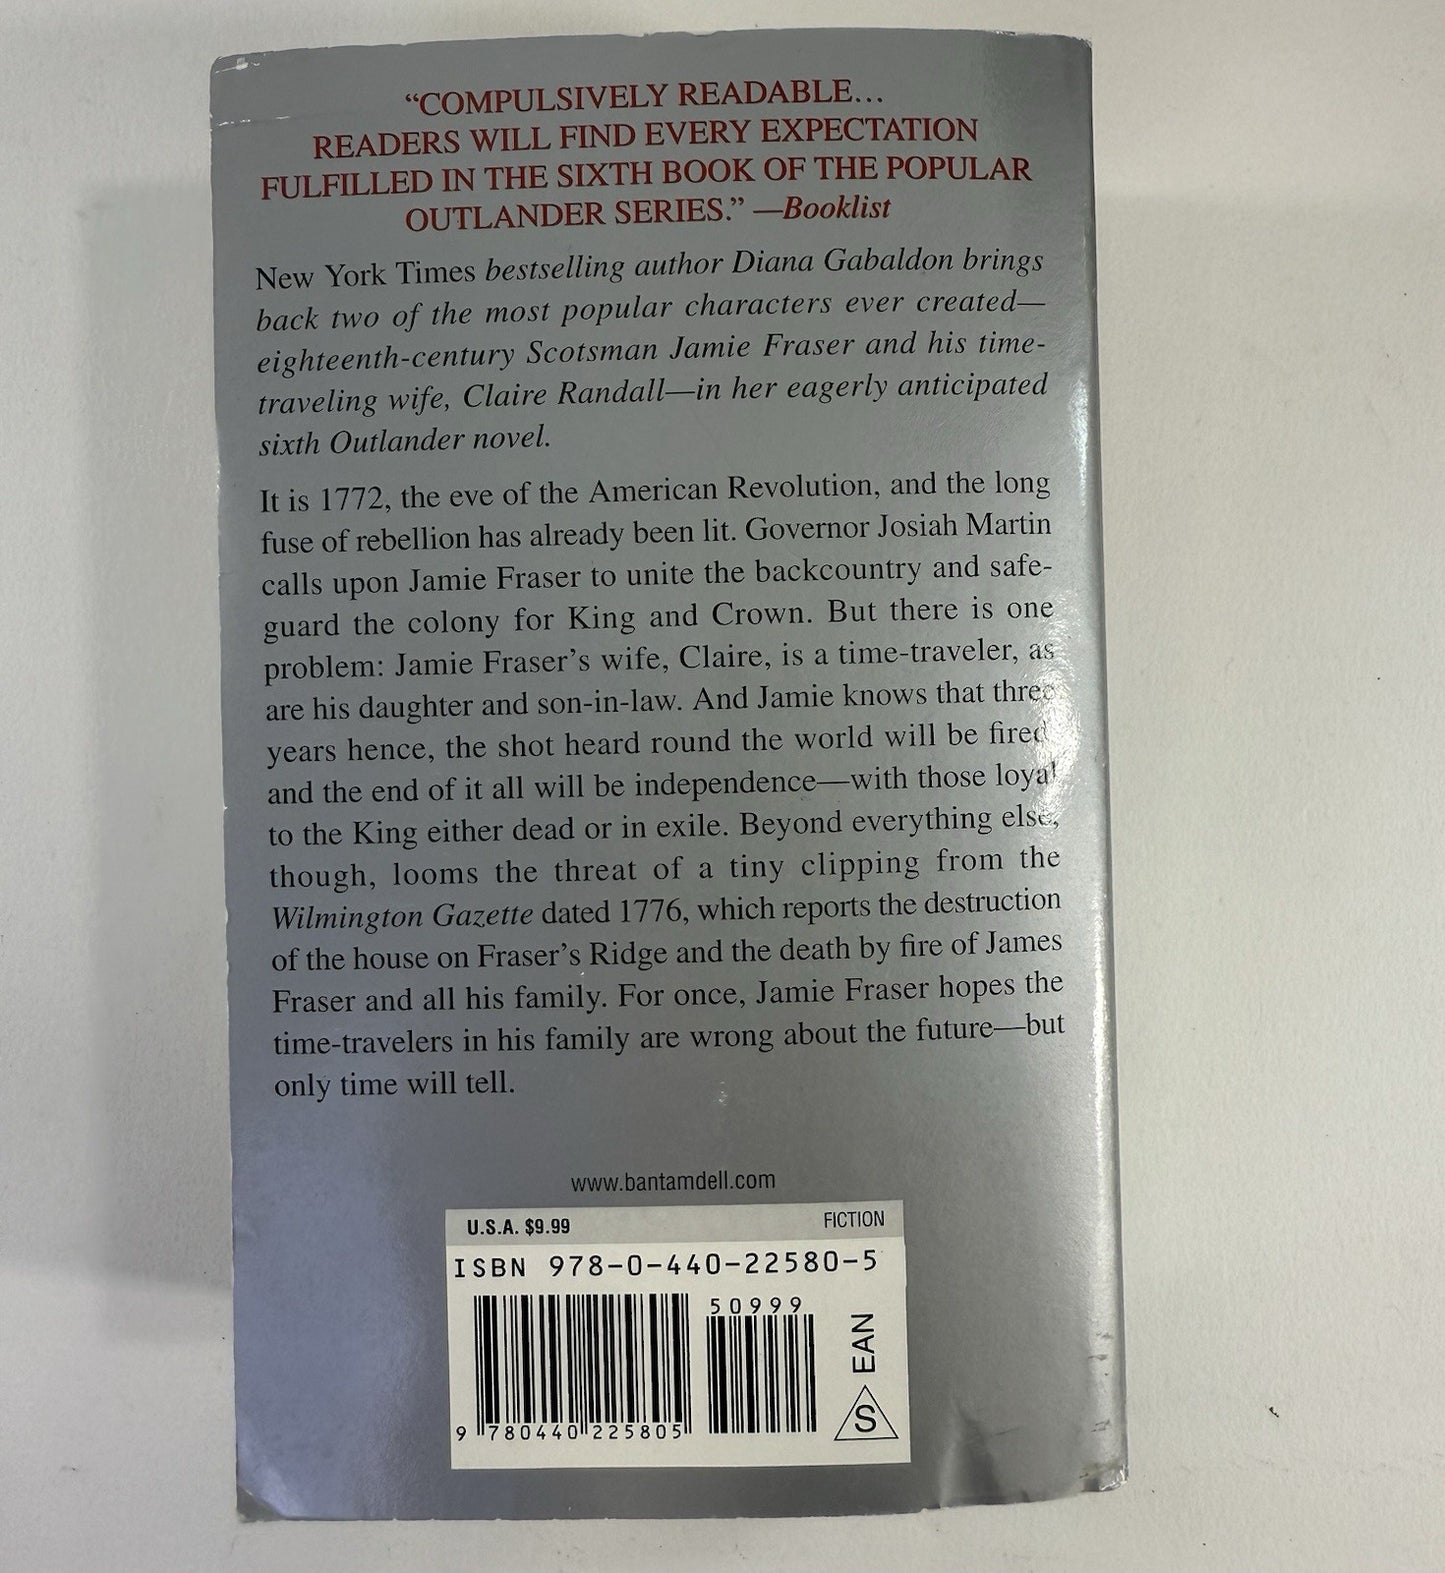 “COMPULSIVELY READABLE…
READERS WILL FIND EVERY EXPECTATION
FULFILLED IN THE SIXTH BOOK OF THE POPULAR
OUTLANDER SERIES.” —Booklist
New York Times bestselling author Diana Gabaldon brings
back two of the most popular characters ever created—
eighteenth-century Scotsman Jamie Fraser and his time-
traveling wife, Claire Randall—in her eagerly anticipated
sixth Outlander novel.
It is 1772, the eve of the American Revolution, and the long
fuse of rebellion has already been lit. Governor Josiah Martin
calls upon Jamie Fraser to unite the backcountry and safe-
guard the colony for King and Crown. But there is one
problem: Jamie Fraser’s wife, Claire, is a time-traveler, as
are his daughter and son-in-law. And Jamie knows that three
years hence, the shot heard round the world will be fired
and the end of it all will be independence—with those loyal
to the King either dead or in exile. Beyond everything else,
though, looms the threat of a tiny clipping from the
Wilmington Gazette dated 1776, which reports the destruction
of the house on Fraser’s Ridge and the death by fire of James
Fraser and all his family. For once, Jamie Fraser hopes the
time-travelers in his family are wrong about the future—but
only time will tell.
www.bantamdell.com
U.S.A. $9.99 FICTION
ISBN 978-0-440-22580-5
50999
9 780440 225805
EAN
S